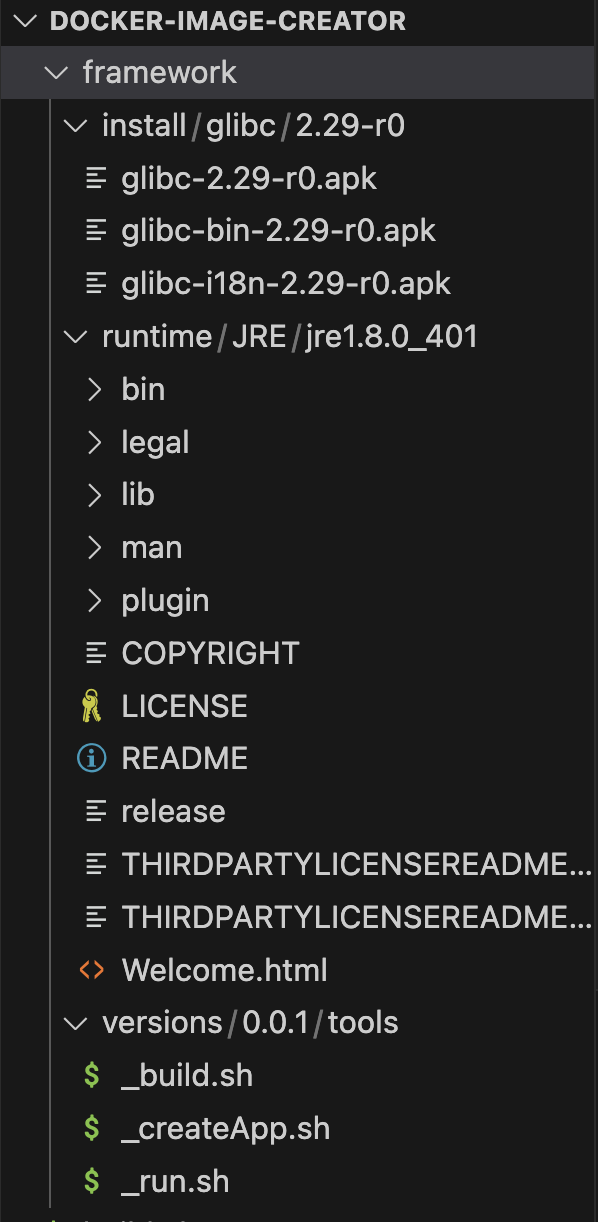 DOCKER-IMAGE-CREATOR
framework
install/glibc/2.29-r0
glibc-2.29-r0.apk
glibc-bin-2.29-r0.apk
glibc-i18n-2.29-r0.apk
runtime/JRE/jre1.8.0_401
bin
legal
lib
man
plugin
COPYRIGHT
LICENSE
README
release
THIRDPARTYLICENSEREADME...
THIRDPARTYLICENSEREADME...
Welcome.html
versions/0.0.1/tools
$ _build.sh
$ _createApp.sh
$ _run.sh